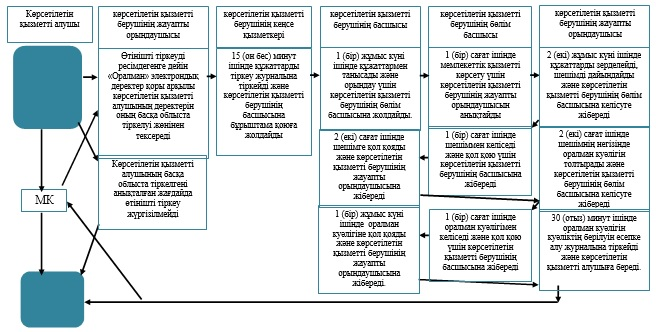 Көрсетілетін
қызметті алушы
көрсетілетін қызметті
берушінің жауапты
орындаушысы
көрсетілетін қызметті
берушінің кеңсе
қызметкері
көрсетілетін қызметті
берушінің басшысы
көрсетілетін қызметті
берушінің бөлім
басшысы
көрсетілетін қызметті
берушінің жауапты
орындаушысы
Өтінішті тіркеуді
ресімдегенге дейін
«Оралман» электрондық
деректер қоры арқылы
көрсетілетін қызметті
алушының деректерін
оның басқа облыста
тіркелуі жөнінен
тексереді
15 (он бес) минут
ішінде құжаттарды
тіркеу журналына
тіркейді және
көрсетілетін қызметті
берушінің
басшысына
бұрыштама қоюға
жолдайды
1 (бір) жұмыс күні
ішінде құжаттармен
танысады және
орындау үшін
көрсетілетін қызметті
берушінің бөлім
басшысына жолдайды.
1 (бір) сағат ішінде
мемлекеттік қызметті
көрсету үшін
көрсетілетін қызметті
берушінің жауапты
орындаушысын
анықтайды
2 (екі) жұмыс күні ішінде
құжаттарды зерделейді,
шешімді дайындайды
және көрсетілетін
қызметті берушінің бөлім
басшысына келісуге
жібереді
Көрсетілетін қызметті
алушының басқа
облыста тіркелгені
анықталған жағдайда
өтінішті тіркеу
жүргізілмейді
2 (екі) сағат ішінде
шешімге қол қояды
және көрсетілетін
қызметті берушінің
жауапты
орындаушысына
жібереді
1 (бір) сағат ішінде
шешіммен келіседі
және қол қою үшін
көрсетілетін қызметті
берушінің басшысына
жібереді
2 (екі) сағат ішінде
шешімнің негізінде
оралман куәлігін
толтырады және
көрсетілетін қызметті
берушінің бөлім
басшысына келісуге
жібереді
МК
1 (бір) жұмыс күні
ішінде оралман
куәлігіне қол қояды
және көрсетілетін
қызметті берушінің
жауапты
орындаушысына
жібереді
1 (бір) сағат ішінде
оралман куәлігімен
келіседі және қол қою
үшін көрсетілетін
қызметті берушінің
басшысына жібереді
30 (отыз) минут ішінде
оралман куәлігін
куәліктің берілуін есепке
алу журналына тіркейді
және көрсетілетін
қызметті алушыға береді.